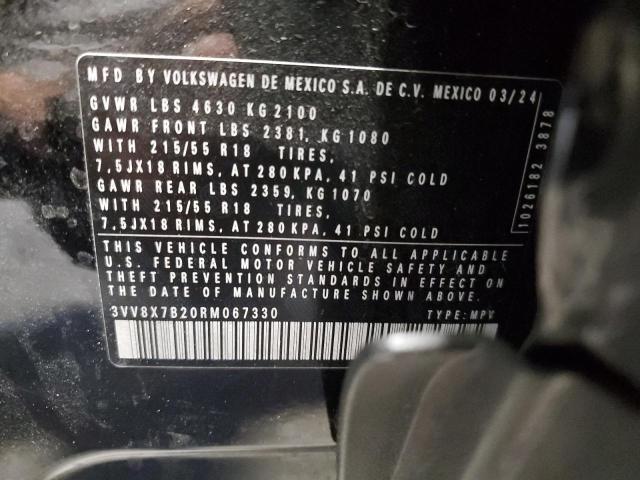 MFD BY VOLKSWAGEN DE MEXICO S.A. DE C.V. MEXICO 03/24
GVWR LBS 4630 KG 2100
GAWR FRONT LBS 2381, KG 1080
WITH 215/55 R18 TIRES,
7,5JX18 RIMS, AT 280 KPA, 41 PSI COLD
GAWR REAR LBS 2359, KG 1070
WITH 215/55 R18 TIRES,
7,5JX18 RIMS, AT 280 KPA, 41 PSI COLD
THIS VEHICLE CONFORMS TO ALL APPLICABLE
U.S. FEDERAL MOTOR VEHICLE SAFETY AND
THEFT PREVENTION STANDARDS IN EFFECT ON
THE DATE OF MANUFACTURE SHOWN ABOVE.
3VV8X7B20RM067330 TYPE: MPV
1026182 3878